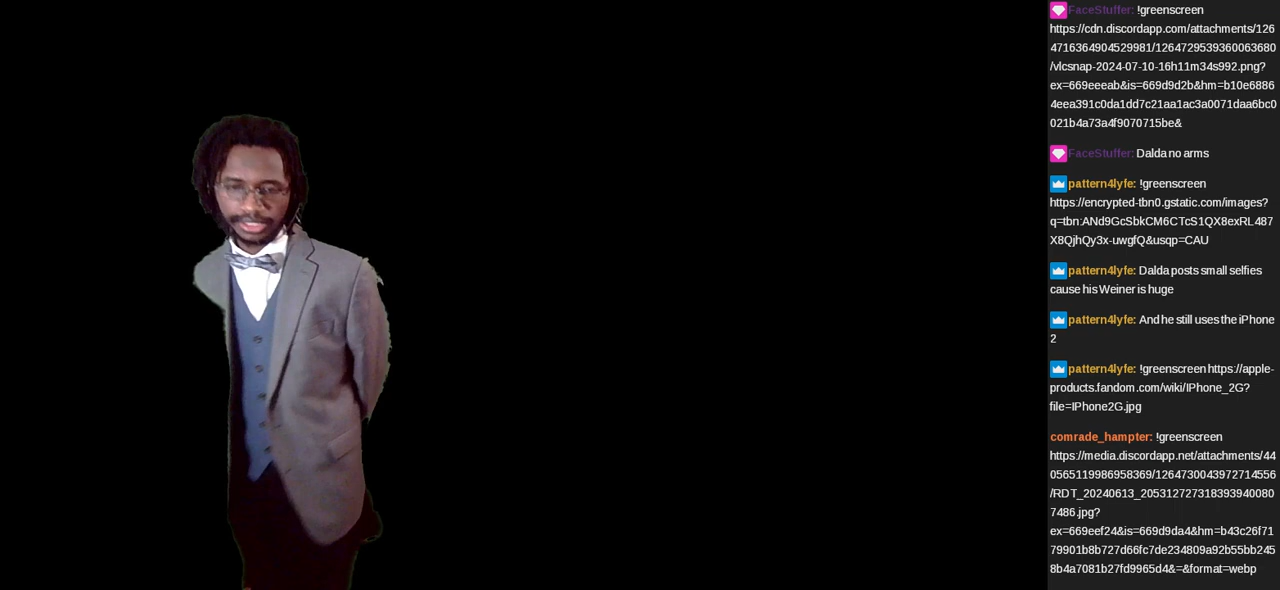 FaceStuffer: !greenscreen
https://cdn.discordapp.com/attachments/126
4716364904529981/1264729539360063680
/vlcsnap-2024-07-10-16h11m34s992.png?
ex=669eeeab&is=669d9d2b&hm=b10e6886
4eea391c0da1dd7c21aa1ac3a0071daa6bc0
021b4a73a4f9070715be&
FaceStuffer: Dalda no arms
pattern4lyfe: !greenscreen
https://encrypted-tbn0.gstatic.com/images?
q=tbn:ANd9GcSbkCM6CTcS1QX8exRL487
X8QjhQy3x-uwgfQ&usqp=CAU
pattern4lyfe: Dalda posts small selfies
cause his Weiner is huge
pattern4lyfe: And he still uses the iPhone
2
pattern4lyfe: !greenscreen https://apple-
products.fandom.com/wiki/IPhone_2G?
file=IPhone2G.jpg
comrade_hampter: !greenscreen
https://media.discordapp.net/attachments/44
0565119986958369/1264730043972714556
/RDT_20240613_205312727318393940080
7486.jpg?
ex=669eef24&is=669d9da4&hm=b43c26f71
79901b8b727d66fc7de234809a92b55bb245
8b4a7081b27fd9965d4&=&format=webp